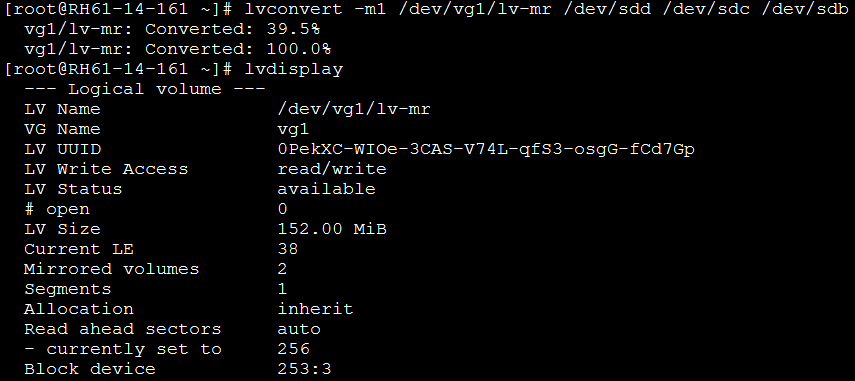 [root@RH61-14-161 ~]# lvconvert -m1 /dev/vg1/lv-mr /dev/sdd /dev/sdc /dev/sdb
  vg1/lv-mr: Converted: 39.5%
  vg1/lv-mr: Converted: 100.0%
[root@RH61-14-161 ~]# lvdisplay
  --- Logical volume ---
  LV Name                /dev/vg1/lv-mr
  VG Name                vg1
  LV UUID                0PekXC-WIOe-3CAS-V74L-qfS3-osgG-fCd7Gp
  LV Write Access        read/write
  LV Status              available
  # open                 0
  LV Size                152.00 MiB
  Current LE             38
  Mirrored volumes       2
  Segments               1
  Allocation             inherit
  Read ahead sectors     auto
  - currently set to     256
  Block device           253:3